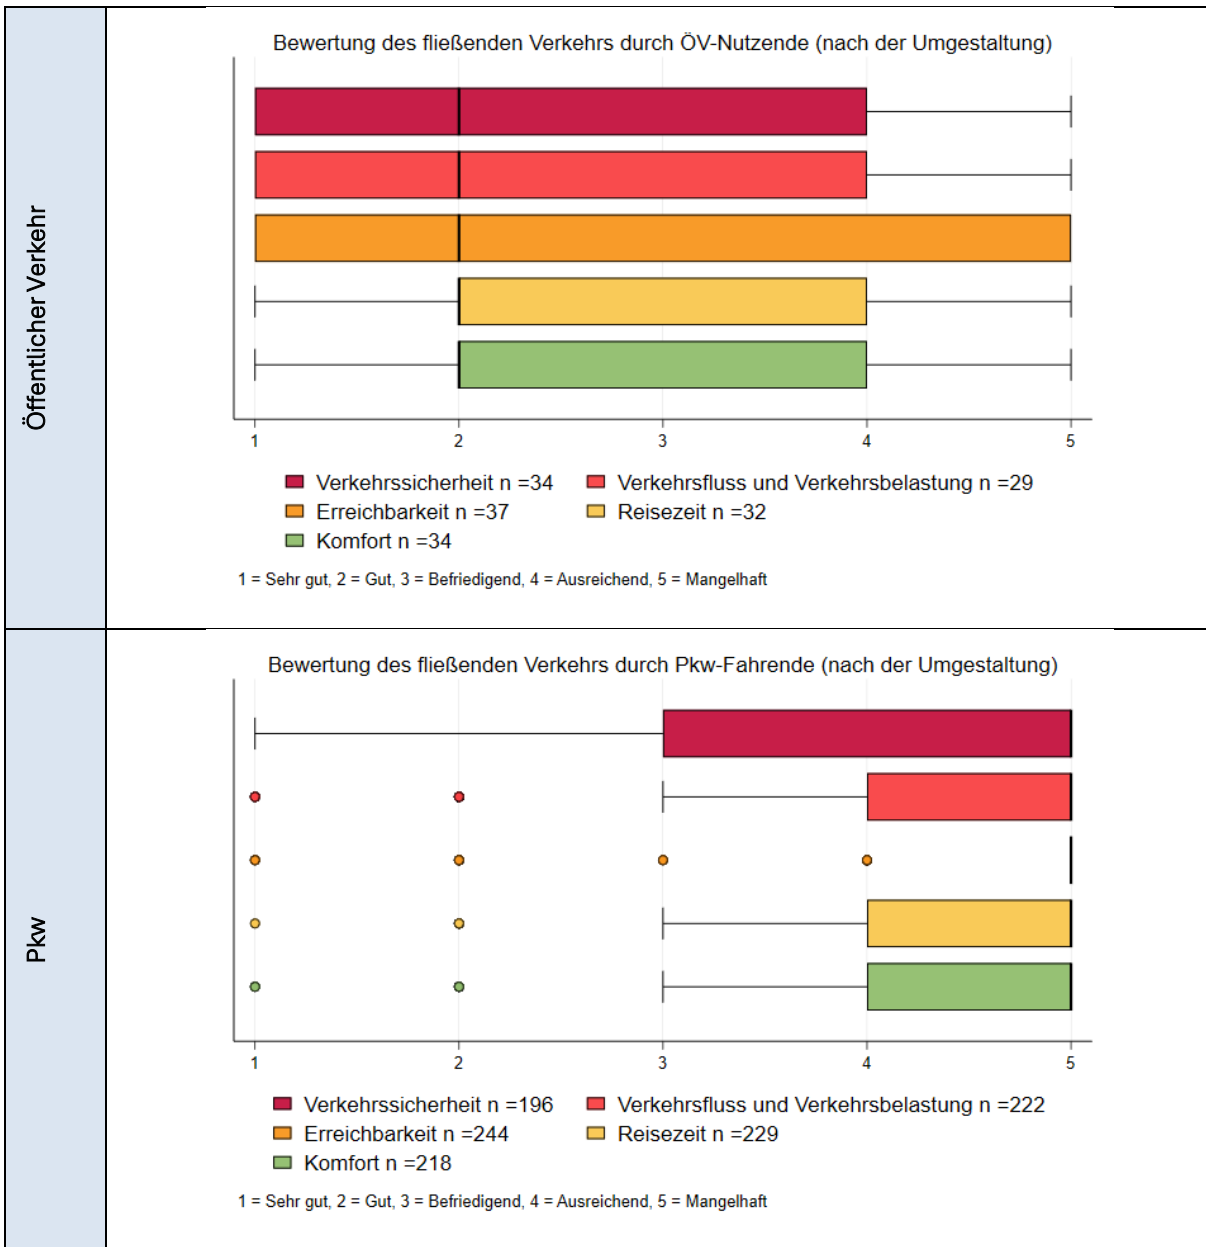 Öffentlicher Verkehr
Bewertung des fließenden Verkehrs durch ÖV-Nutzende (nach der Umgestaltung)
1 2 3 4 5
Verkehrssicherheit n =34 Verkehrsfluss und Verkehrsbelastung n =29
Erreichbarkeit n =37 Reisezeit n =32
Komfort n =34
1 = Sehr gut, 2 = Gut, 3 = Befriedigend, 4 = Ausreichend, 5 = Mangelhaft
Pkw
Bewertung des fließenden Verkehrs durch Pkw-Fahrende (nach der Umgestaltung)
1 2 3 4 5
Verkehrssicherheit n =196 Verkehrsfluss und Verkehrsbelastung n =222
Erreichbarkeit n =244 Reisezeit n =229
Komfort n =218
1 = Sehr gut, 2 = Gut, 3 = Befriedigend, 4 = Ausreichend, 5 = Mangelhaft